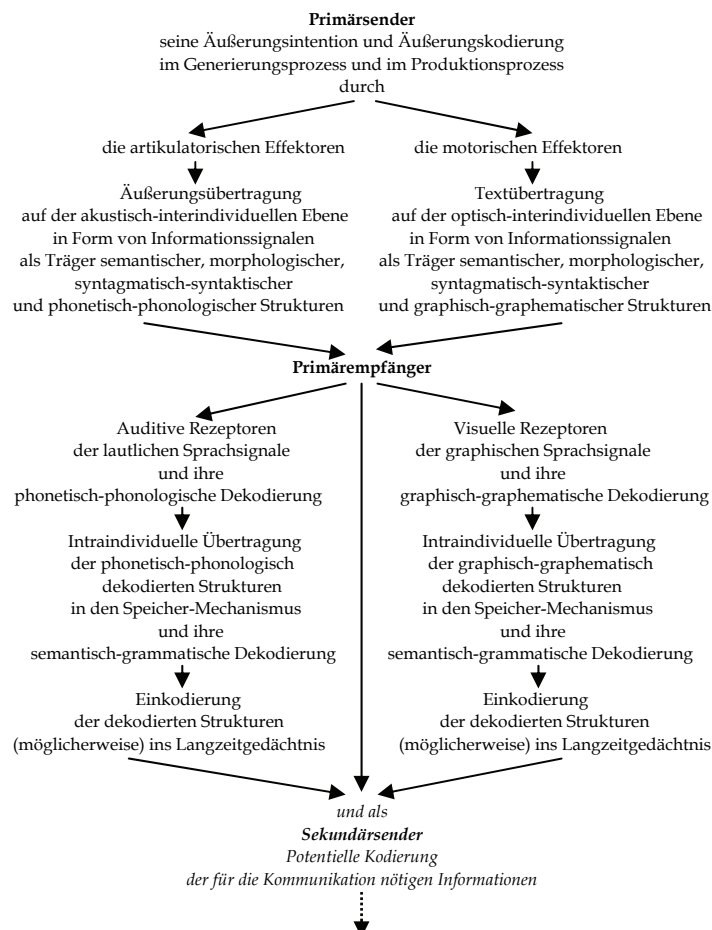 Primärsender
seine Äußerungsintention und Äußerungskodierung
im Generierungsprozess und im Produktionsprozess
durch
die artikulatorischen Effektoren
Äußerungsübertragung
auf der akustisch-interindividuellen Ebene
in Form von Informationssignalen
als Träger semantischer, morphologischer,
syntagmatisch-syntaktischer
und phonetisch-phonologischer Strukturen
die motorischen Effektoren
Textübertragung
auf der optisch-interindividuellen Ebene
in Form von Informationssignalen
als Träger semantischer, morphologischer,
syntagmatisch-syntaktischer
und graphisch-graphematischer Strukturen
Primärempfänger
Auditive Rezeptoren
der lautlichen Sprachsignale
und ihre
phonetisch-phonologische Dekodierung
Intraindividuelle Übertragung
der phonetisch-phonologisch
dekodierten Strukturen
in den Speicher-Mechanismus
und ihre
semantisch-grammatische Dekodierung
Einkodierung
der dekodierten Strukturen
(möglicherweise) ins Langzeitgedächtnis
Visuelle Rezeptoren
der graphischen Sprachsignale
und ihre
graphisch-graphematische Dekodierung
Intraindividuelle Übertragung
der graphisch-graphematisch
dekodierten Strukturen
in den Speicher-Mechanismus
und ihre
semantisch-grammatische Dekodierung
Einkodierung
der dekodierten Strukturen
(möglicherweise) ins Langzeitgedächtnis
und als
Sekundärsender
Potentielle Kodierung
der für die Kommunikation nötigen Informationen